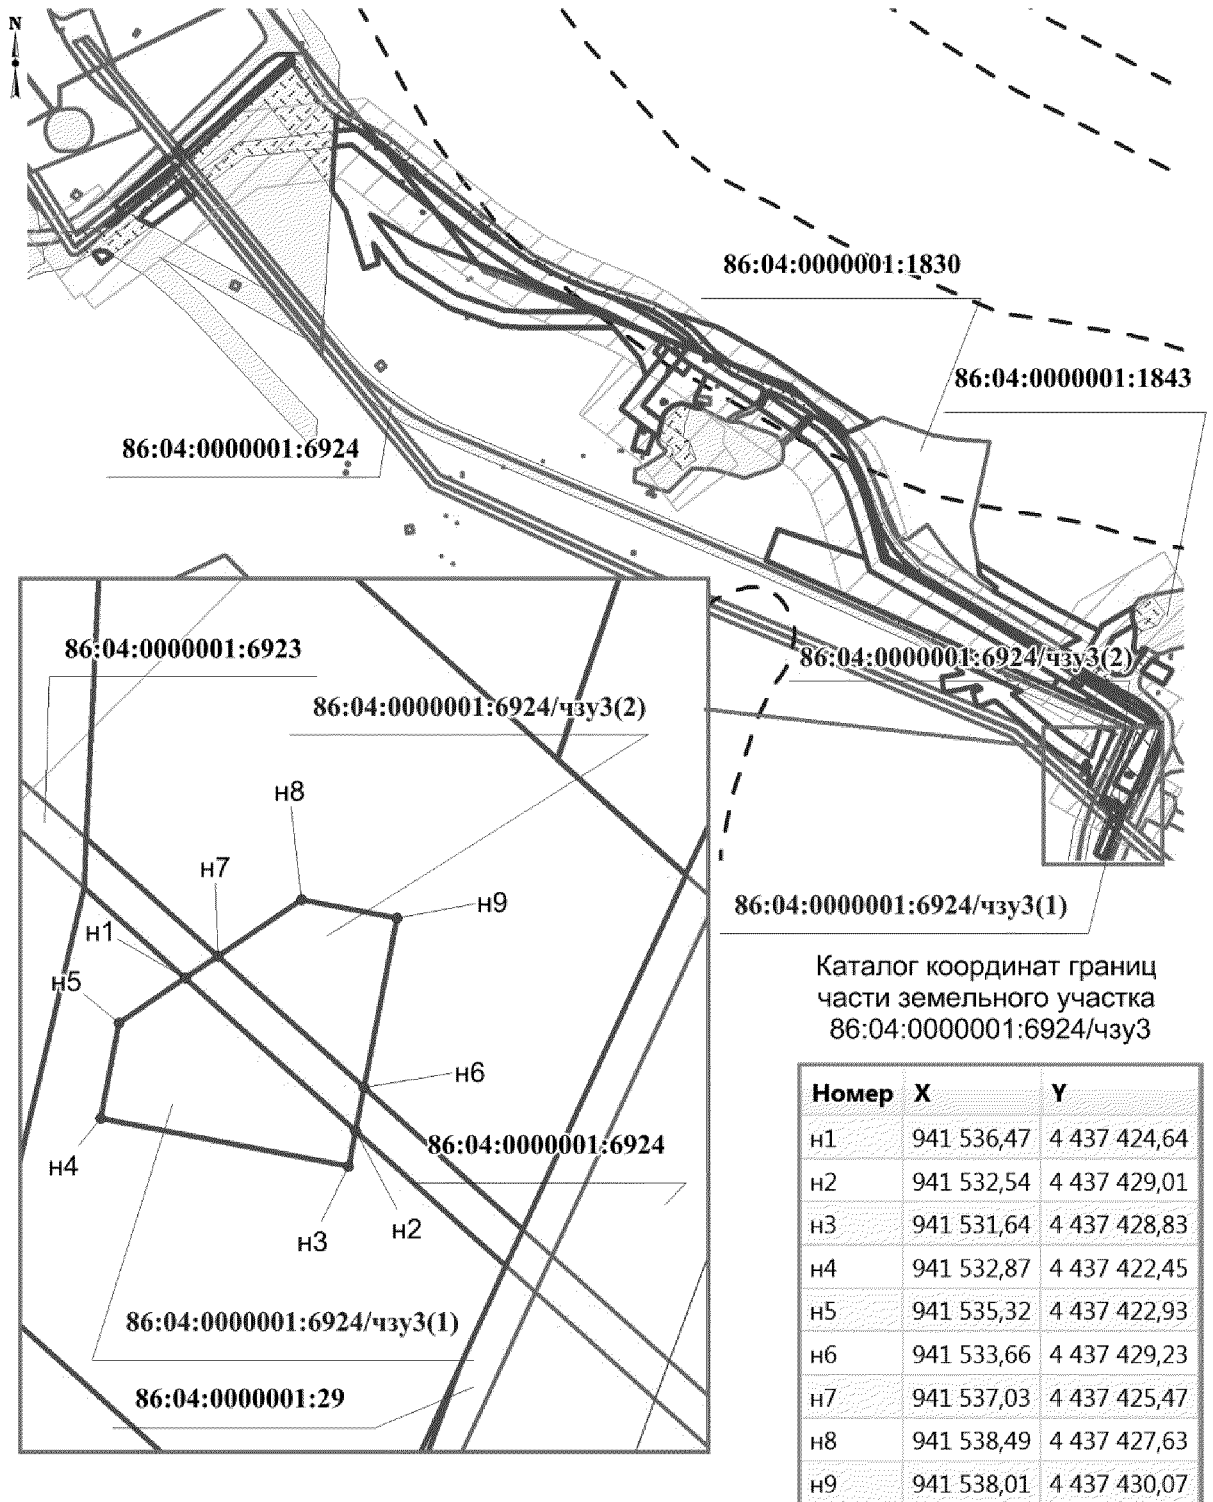 N
86:04:0000001:1830
86:04:0000001:1843
86:04:0000001:6924
86:04:0000001:6923
86:04:0000001:6924/чзу3(2)
86:04:0000001:6924/чзу3(2)
н8
н7
н9
н1
н5
н6
86:04:0000001:6924
н4
н3
н2
86:04:0000001:6924/чзу3(1)
86:04:0000001:29
86:04:0000001:6924/чзу3(1)
Каталог координат границ
части земельного участка
86:04:0000001:6924/чзу3
Номер X Y
н1 941 536,47 4 437 424,64
н2 941 532,54 4 437 429,01
н3 941 531,64 4 437 428,83
н4 941 532,87 4 437 422,45
н5 941 535,32 4 437 422,93
н6 941 533,66 4 437 429,23
н7 941 537,03 4 437 425,47
н8 941 538,49 4 437 427,63
н9 941 538,01 4 437 430,07